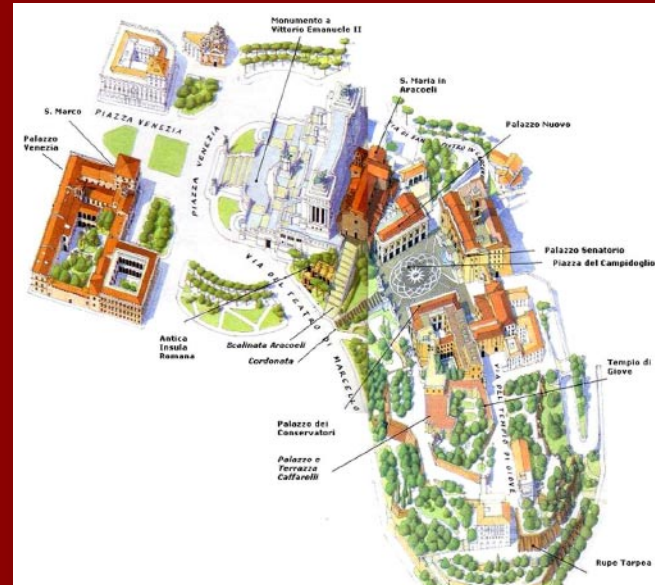 Monumento a
Vittorio Emanuele II
S. Maria in
Aracoeli
S. Marco
PIAZZA VENEZIA
Palazzo
Venezia
Palazzo Nuovo
PIAZZA VENEZIA
Palazzo Senatorio
Piazza del Campidoglio
VIA DEL TEATRO DI MARCELLO
Antica
Insula
Romana
Scalinata Aracoeli
Cordonata
Tempio di
Giove
VIA DEL TEMPIO DI GIOVE
Palazzo dei
Conservatori
Palazzo e
Terrazza
Caffarelli
Rupe Tarpea